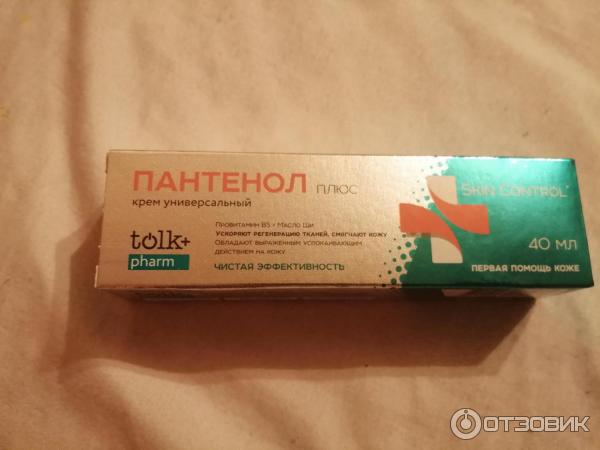 ПАНТЕНОЛ ПЛЮС
крем универсальный
tolk+
pharm
ПРОВИТАМИН B5 + МАСЛО ШИ
УСКОРЯЮТ РЕГЕНЕРАЦИЮ ТКАНЕЙ, СМЯГЧАЮТ КОЖУ
ОБЛАДАЮТ ВЫРАЖЕННЫМ УСПОКАИВАЮЩИМ
ДЕЙСТВИЕМ НА КОЖУ
ЧИСТАЯ ЭФФЕКТИВНОСТЬ
SKIN CONTROL®
40 МЛ
ПЕРВАЯ ПОМОЩЬ КОЖЕ
ОТЗОВИК